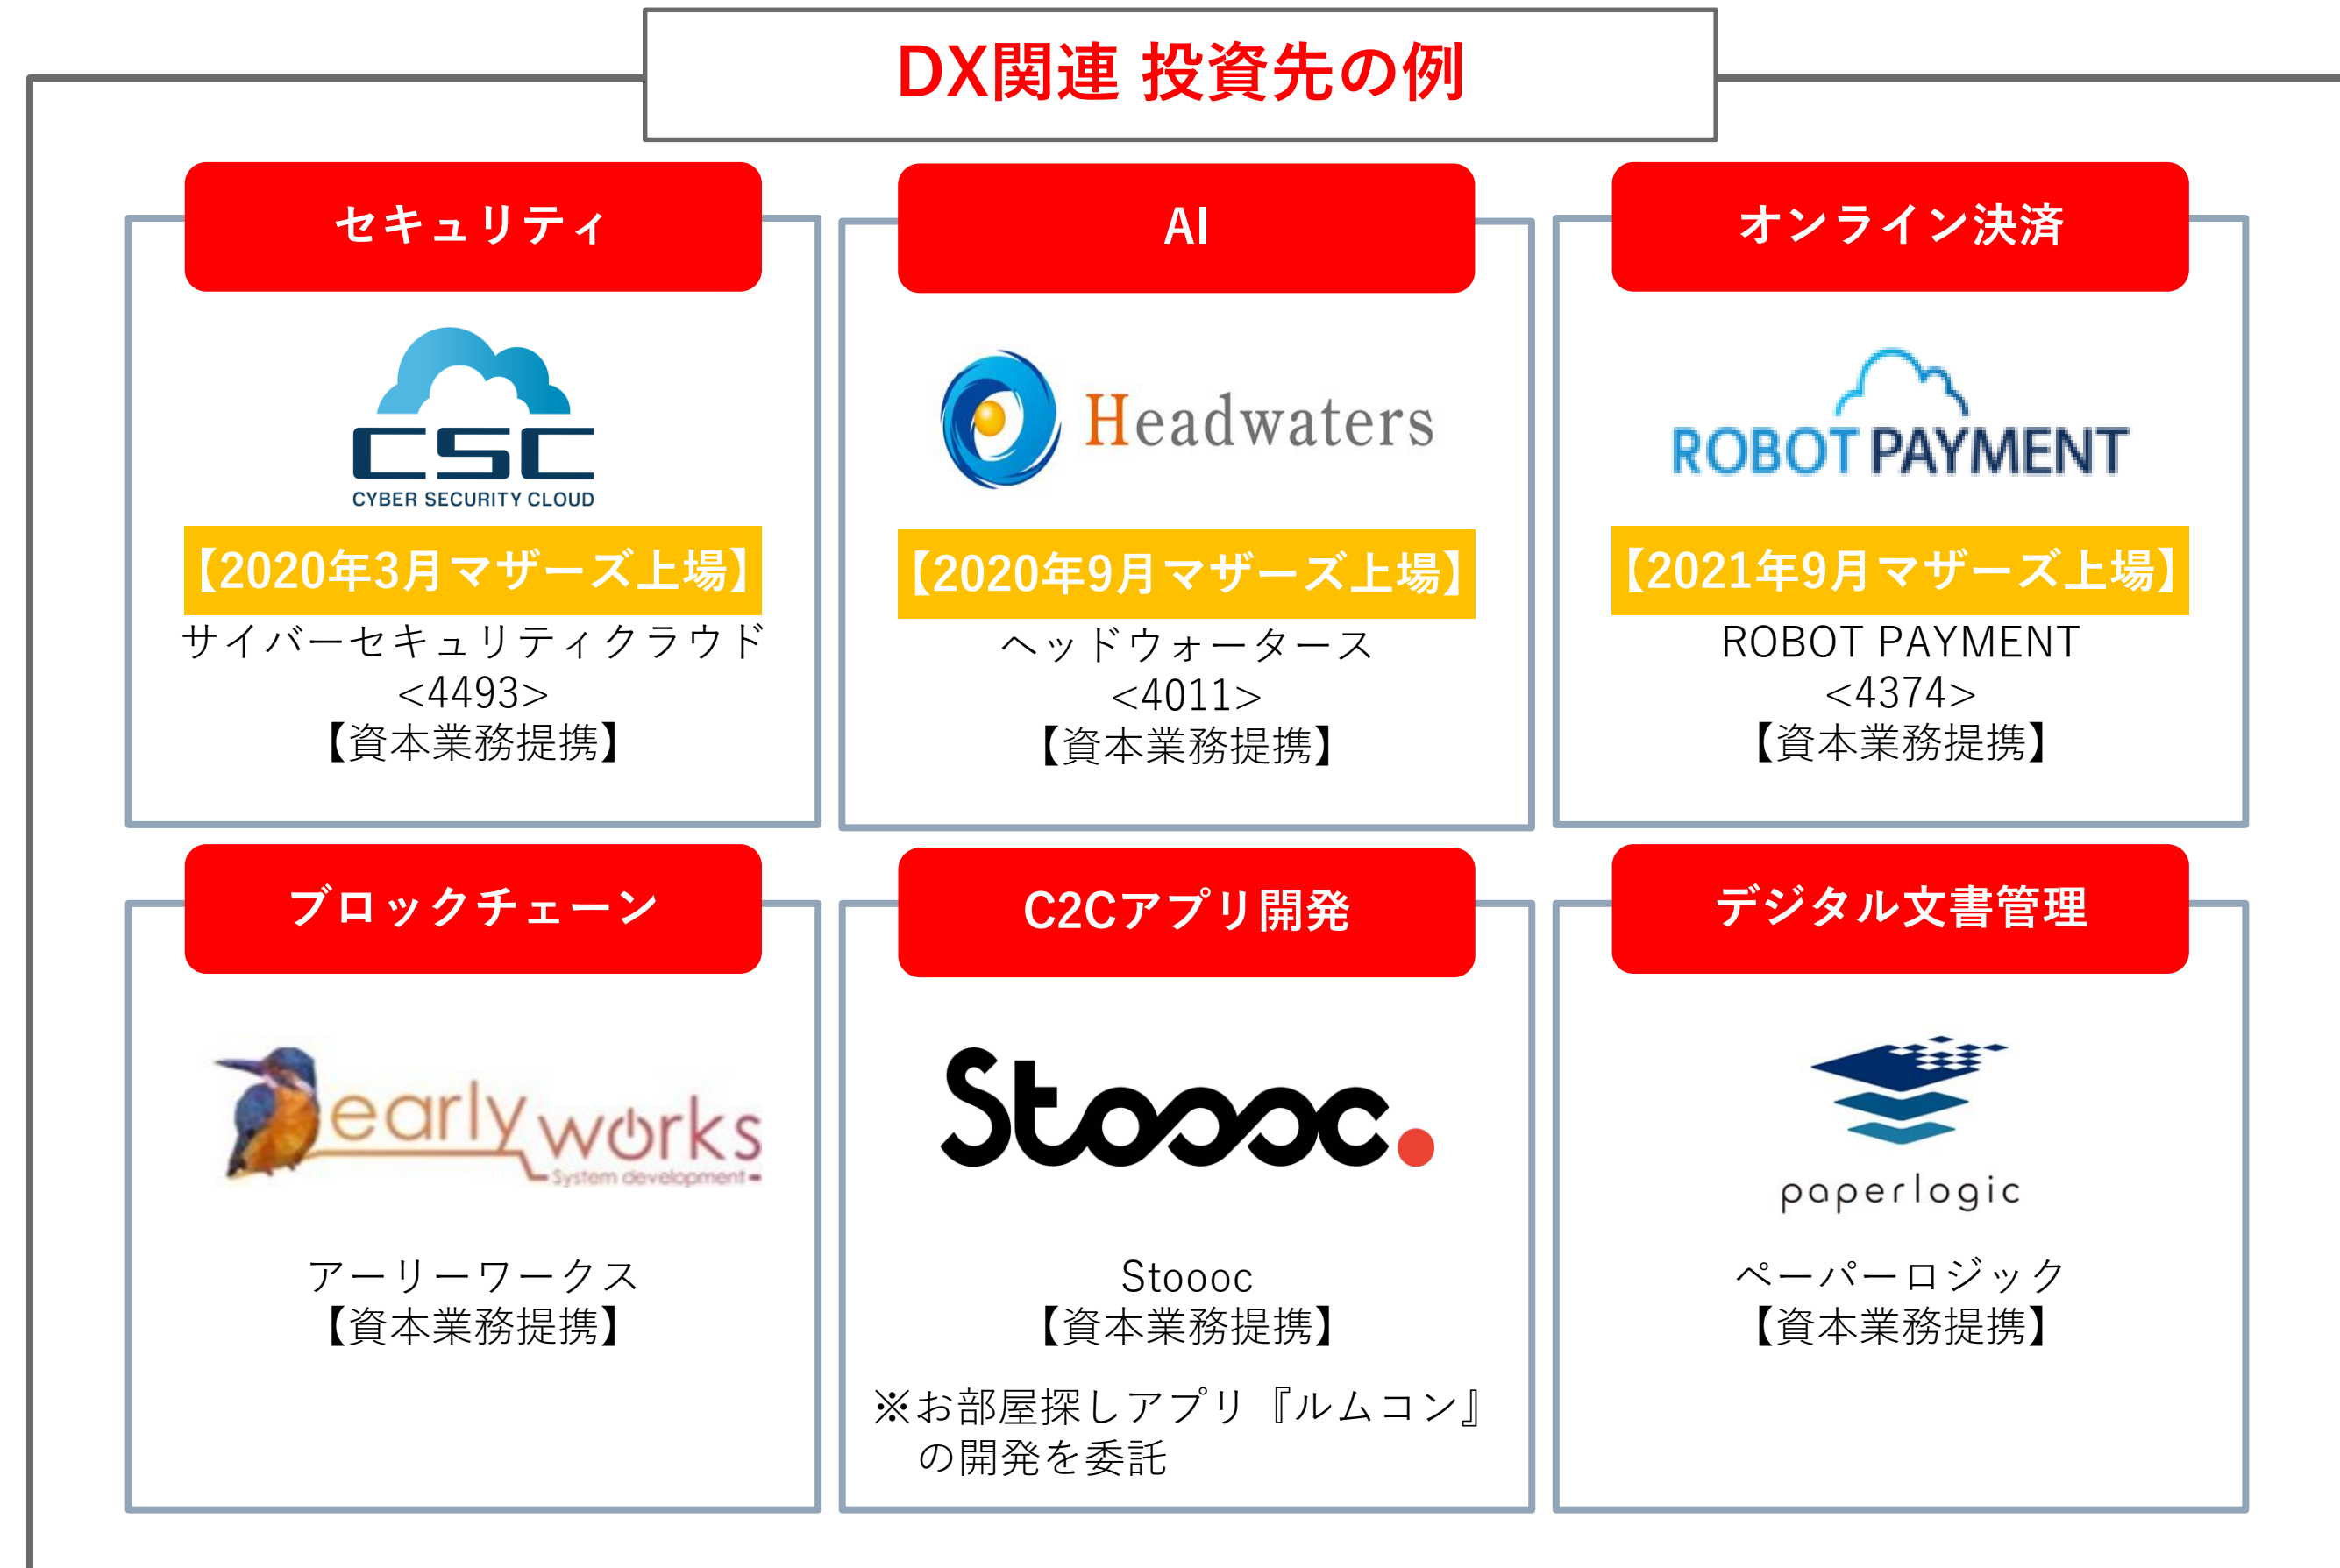 DX関連 投資先の例
セキュリティ
CSC
CYBER SECURITY CLOUD
【2020年3月マザーズ上場】
サイバーセキュリティクラウド
<4493>
【資本業務提携】
AI
Headwaters
【2020年9月マザーズ上場】
ヘッドウォータース
<4011>
【資本業務提携】
オンライン決済
ROBOT PAYMENT
【2021年9月マザーズ上場】
ROBOT PAYMENT
<4374>
【資本業務提携】
ブロックチェーン
early works
System development
アーリーワークス
【資本業務提携】
C2Cアプリ開発
Stoooc.
Stoooc
【資本業務提携】
※お部屋探しアプリ『ルムコン』
の開発を委託
デジタル文書管理
paperlogic
ペーパーロジック
【資本業務提携】